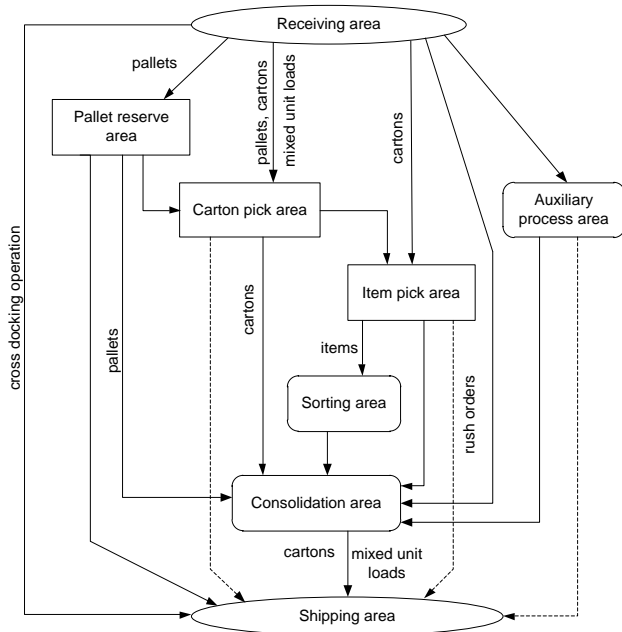 Receiving area
pallets
Pallet reserve
area
pallets, cartons
mixed unit loads
cartons
Carton pick area
Auxiliary
process area
Item pick area
cross docking operation
pallets
cartons
items
rush orders
Sorting area
Consolidation area
cartons
mixed unit
loads
Shipping area